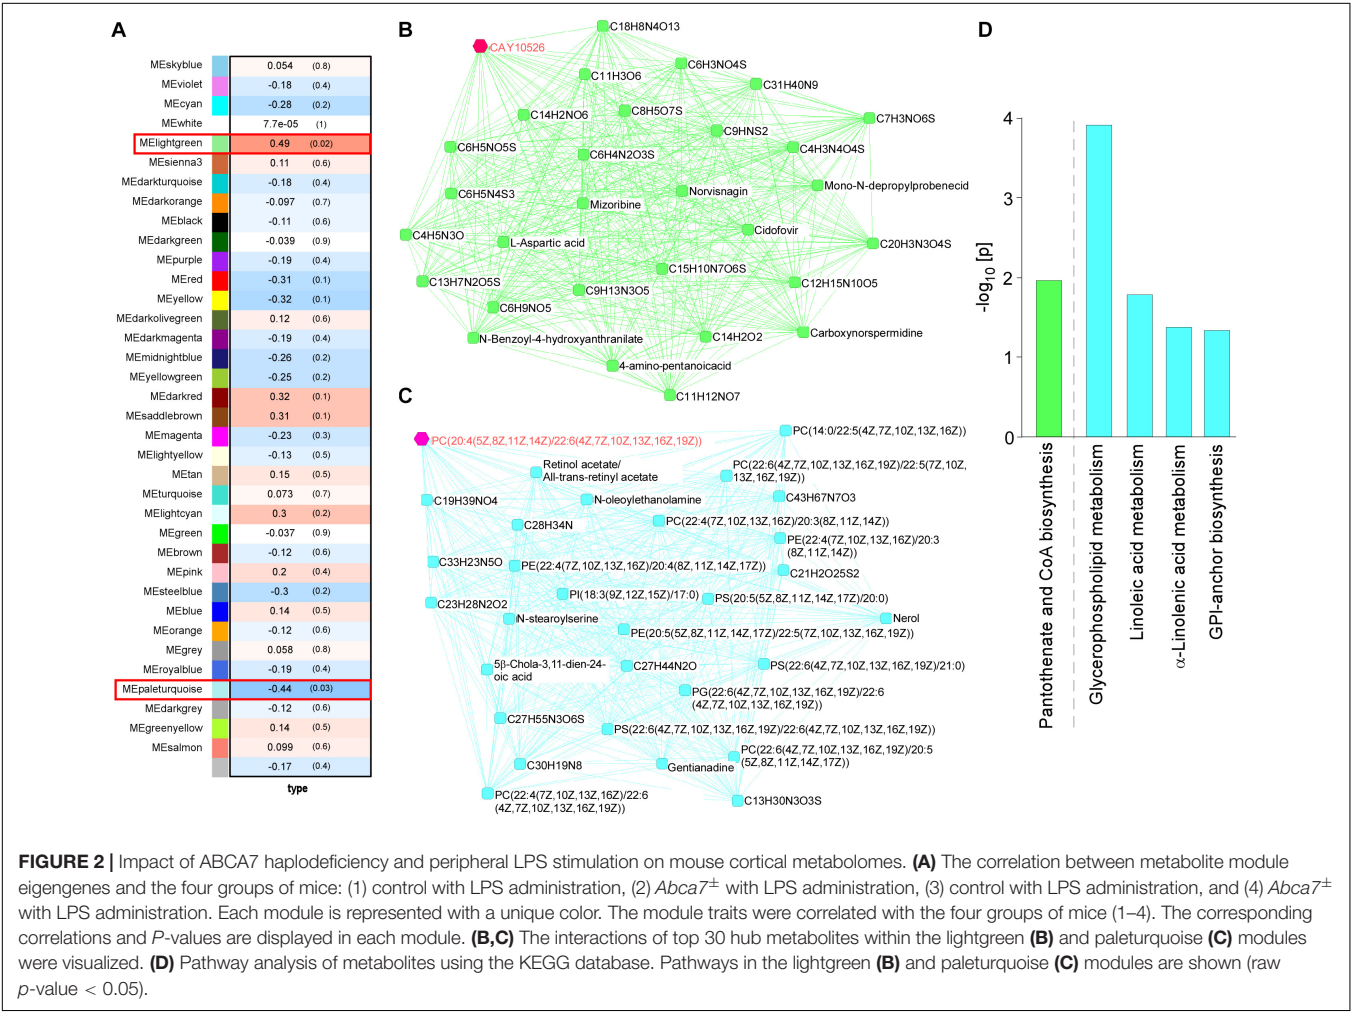 A
MEskyblue 0.054 (0.8)
MEviolet -0.18 (0.4)
MEcyan -0.28 (0.2)
MEwhite 7.7e-05 (1)
MElightgreen 0.49 (0.02)
MEsienna3 0.11 (0.6)
MEdarkturquoise -0.18 (0.4)
MEdarkorange -0.097 (0.7)
MEblack -0.11 (0.6)
MEdarkgreen -0.039 (0.9)
MEpurple -0.19 (0.4)
MEred -0.31 (0.1)
MEyellow -0.32 (0.1)
MEdarkolivegreen 0.12 (0.6)
MEdarkmagenta -0.19 (0.4)
MEmidnightblue -0.26 (0.2)
MEyellowgreen -0.25 (0.2)
MEdarkred 0.32 (0.1)
MEsaddlebrown 0.31 (0.1)
MEmagenta -0.23 (0.3)
MElightyellow -0.13 (0.5)
MEtan 0.15 (0.5)
MEturquoise 0.073 (0.7)
MElightcyan 0.3 (0.2)
MEgreen -0.037 (0.9)
MEbrown -0.12 (0.6)
MEpink 0.2 (0.4)
MEsteelblue -0.3 (0.2)
MEblue 0.14 (0.5)
MEorange -0.12 (0.6)
MEgrey 0.058 (0.8)
MEroyalblue -0.19 (0.4)
MEpaleturquoise -0.44 (0.03)
MEdarkgrey -0.12 (0.6)
MEgreenyellow 0.14 (0.5)
MEsalmon 0.099 (0.6)
-0.17 (0.4)
type
B
C18H8N4O13
CAY10526
C6H3NO4S
C11H3O6
C31H40N9
C14H2NO6
C8H5O7S
C7H3NO6S
C9HNS2
C6H5NO5S
C6H4N2O3S
C4H3N4O4S
Mono-N-depropylprobenecid
C6H5N4S3
Norvisnagin
Mizoribine
C4H5N3O
L-Aspartic acid
Cidofovir
C20H3N3O4S
C15H10N7O6S
C13H7N2O5S
C9H13N3O5
C12H15N10O5
C6H9NO5
N-Benzoyl-4-hydroxyanthranilate
C14H2O2
Carboxynorspermidine
4-amino-pentanoicacid
C11H12NO7
C
PC(20:4(5Z,8Z,11Z,14Z)/22:6(4Z,7Z,10Z,13Z,16Z,19Z))
PC(14:0/22:5(4Z,7Z,10Z,13Z,16Z))
Retinol acetate/
All-trans-retinyl acetate
PC(22:6(4Z,7Z,10Z,13Z,16Z,19Z)/22:5(7Z,10Z,
13Z,16Z,19Z))
C19H39NO4
N-oleoylethanolamine
C43H67N7O3
C28H34N
PC(22:4(7Z,10Z,13Z,16Z)/20:3(8Z,11Z,14Z))
PE(22:4(7Z,10Z,13Z,16Z)/20:3
(8Z,11Z,14Z))
C33H23N5O
PE(22:4(7Z,10Z,13Z,16Z)/20:4(8Z,11Z,14Z,17Z))
C21H2O25S2
C23H28N2O2
PI(18:3(9Z,12Z,15Z)/17:0)
PS(20:5(5Z,8Z,11Z,14Z,17Z)/20:0)
N-stearoylserine
Nerol
PE(20:5(5Z,8Z,11Z,14Z,17Z)/22:5(7Z,10Z,13Z,16Z,19Z))
5β-Chola-3,11-dien-24-
oic acid
C27H44N2O
PS(22:6(4Z,7Z,10Z,13Z,16Z,19Z)/21:0)
PG(22:6(4Z,7Z,10Z,13Z,16Z,19Z)/22:6
(4Z,7Z,10Z,13Z,16Z,19Z))
C27H55N3O6S
PS(22:6(4Z,7Z,10Z,13Z,16Z,19Z)/22:6(4Z,7Z,10Z,13Z,16Z,19Z))
PC(22:6(4Z,7Z,10Z,13Z,16Z,19Z)/20:5
(5Z,8Z,11Z,14Z,17Z))
C30H19N8
Gentianadine
PC(22:4(7Z,10Z,13Z,16Z)/22:6
(4Z,7Z,10Z,13Z,16Z,19Z))
C13H30N3O3S
D
-log10 [p]
4
3
2
1
0
Pantothenate and CoA biosynthesis
Glycerophospholipid metabolism
Linoleic acid metabolism
α-Linolenic acid metabolism
GPI-anchor biosynthesis
FIGURE 2 | Impact of ABCA7 haplodeficiency and peripheral LPS stimulation on mouse cortical metabolomes. (A) The correlation between metabolite module
eigengenes and the four groups of mice: (1) control with LPS administration, (2) Abca7± with LPS administration, (3) control with LPS administration, and (4) Abca7±
with LPS administration. Each module is represented with a unique color. The module traits were correlated with the four groups of mice (1–4). The corresponding
correlations and P-values are displayed in each module. (B,C) The interactions of top 30 hub metabolites within the lightgreen (B) and paleturquoise (C) modules
were visualized. (D) Pathway analysis of metabolites using the KEGG database. Pathways in the lightgreen (B) and paleturquoise (C) modules are shown (raw
p-value < 0.05).